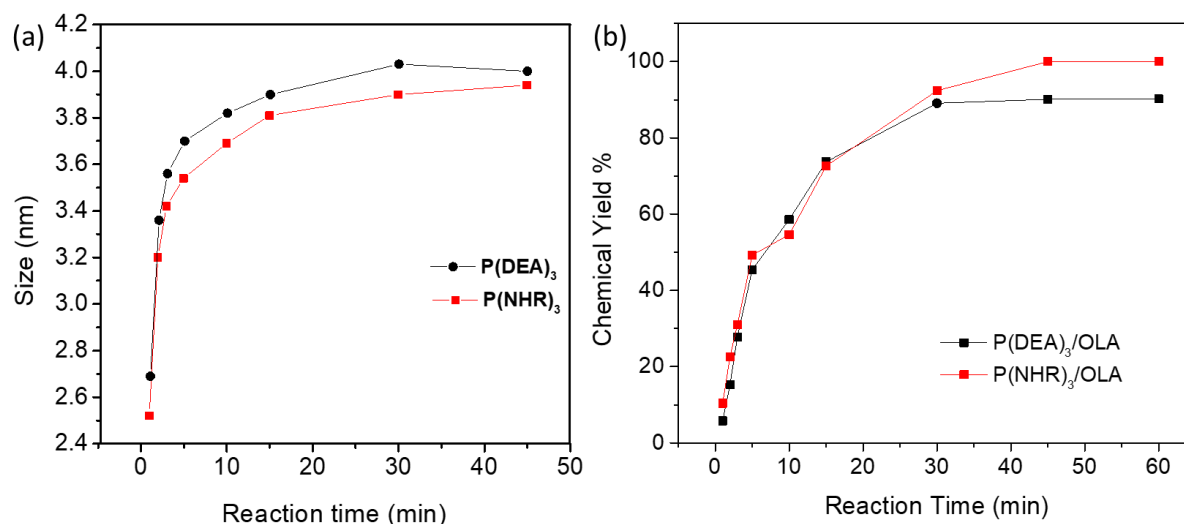 (a)
4.2
4.0
3.8
3.6
3.4
3.2
3.0
2.8
2.6
2.4
Size (nm)
P(DEA)₃
P(NHR)₃
0 10 20 30 40 50
Reaction time (min)
(b)
100
80
60
40
20
0
Chemical Yield %
P(DEA)₃/OLA
P(NHR)₃/OLA
0 10 20 30 40 50 60
Reaction Time (min)